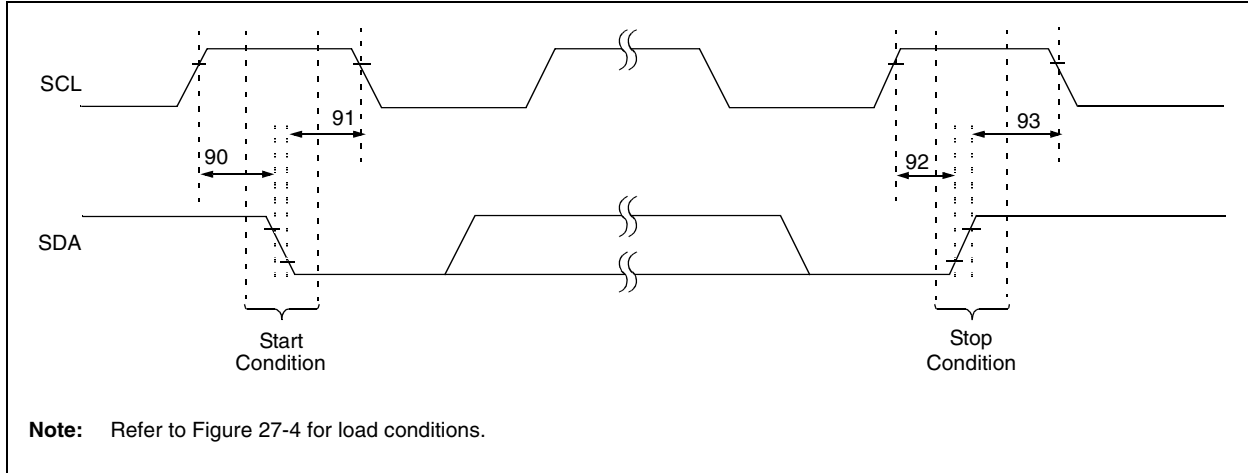 SCL
91
93
90
92
SDA
Start
Condition
Stop
Condition
Note: Refer to Figure 27-4 for load conditions.